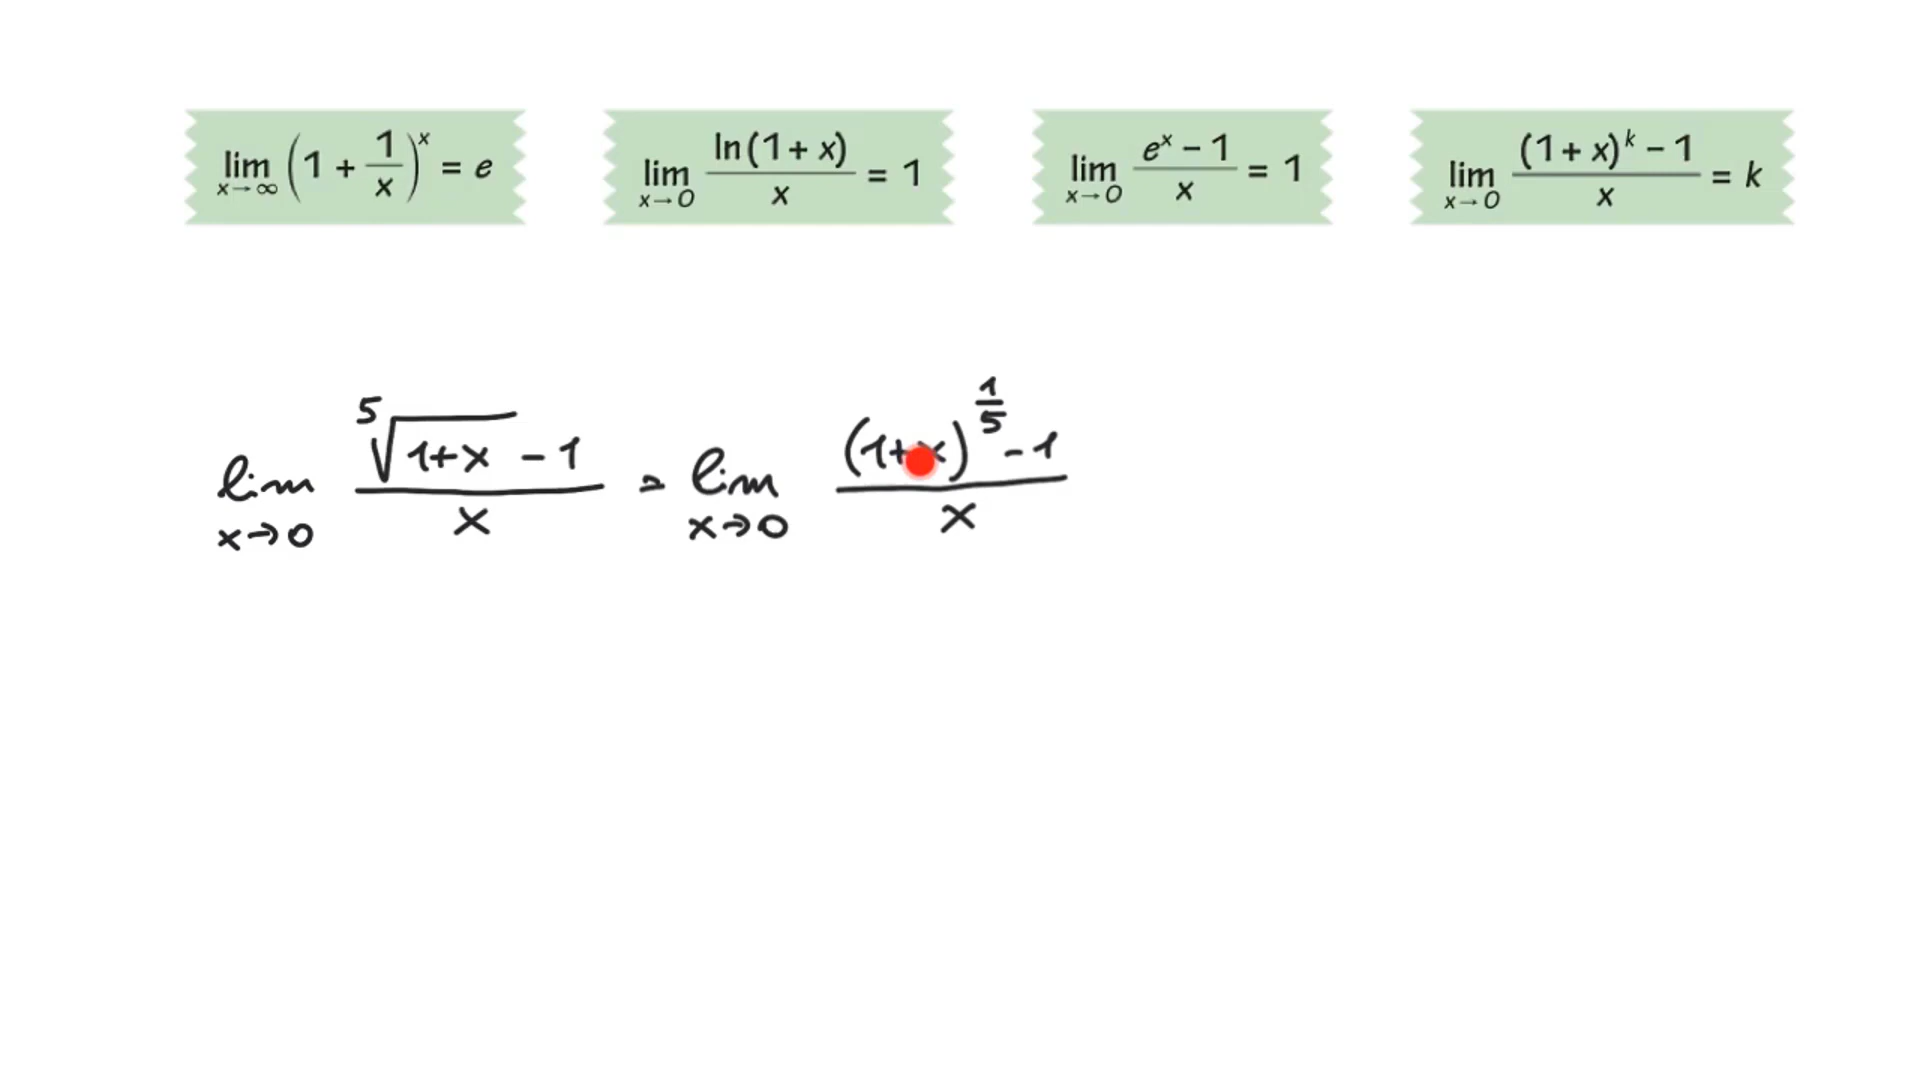 lim x→∞ (1 + 1/x)^x = e
lim x→0 ln(1 + x)/x = 1
lim x→0 (e^x − 1)/x = 1
lim x→0 ((1 + x)^k − 1)/x = k
lim x→0 (⁵√(1+x) − 1)/x = lim x→0 ((1+x)^(1/5) − 1)/x